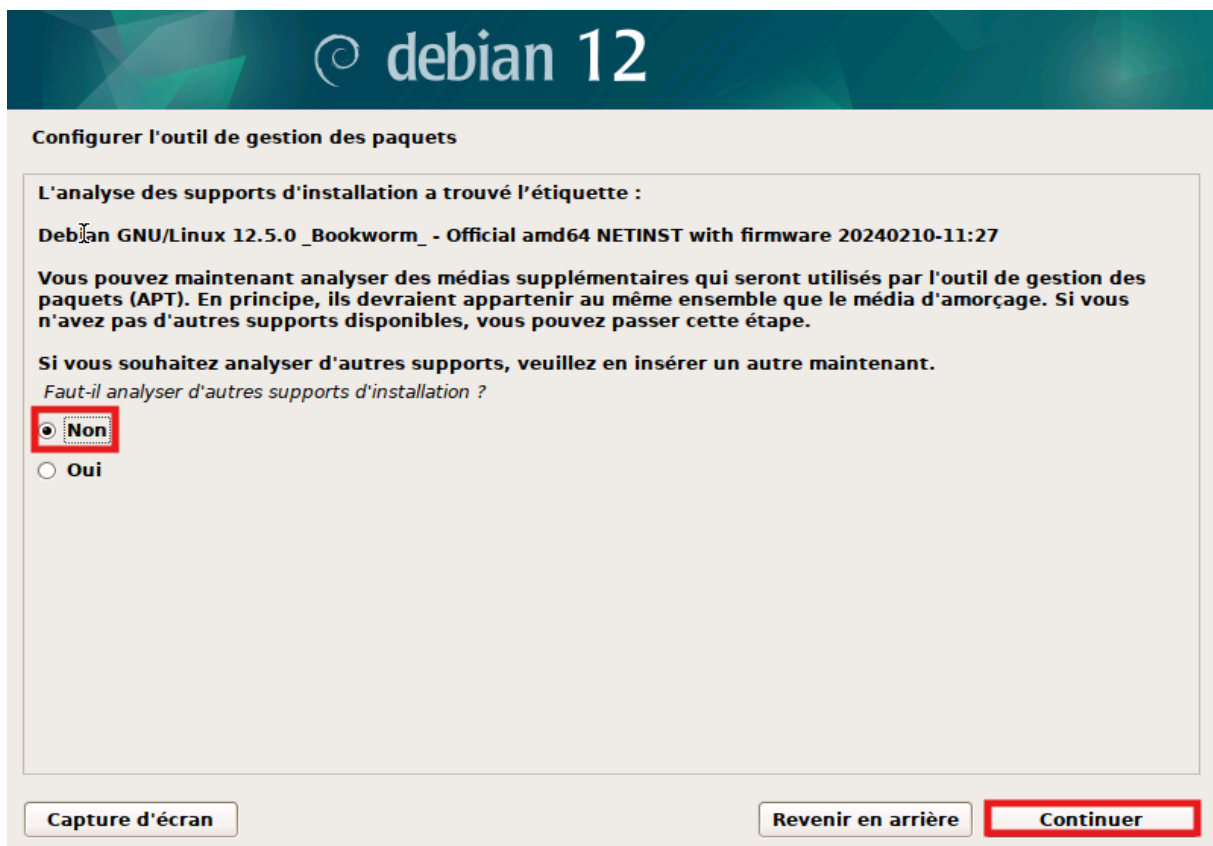 debian 12
Configurer l'outil de gestion des paquets
L'analyse des supports d'installation a trouvé l’étiquette :
Debian GNU/Linux 12.5.0 _Bookworm_ - Official amd64 NETINST with firmware 20240210-11:27
Vous pouvez maintenant analyser des médias supplémentaires qui seront utilisés par l'outil de gestion des
paquets (APT). En principe, ils devraient appartenir au même ensemble que le média d'amorçage. Si vous
n'avez pas d'autres supports disponibles, vous pouvez passer cette étape.
Si vous souhaitez analyser d'autres supports, veuillez en insérer un autre maintenant.
Faut-il analyser d'autres supports d'installation ?
Non
Oui
Capture d'écran
Revenir en arrière
Continuer